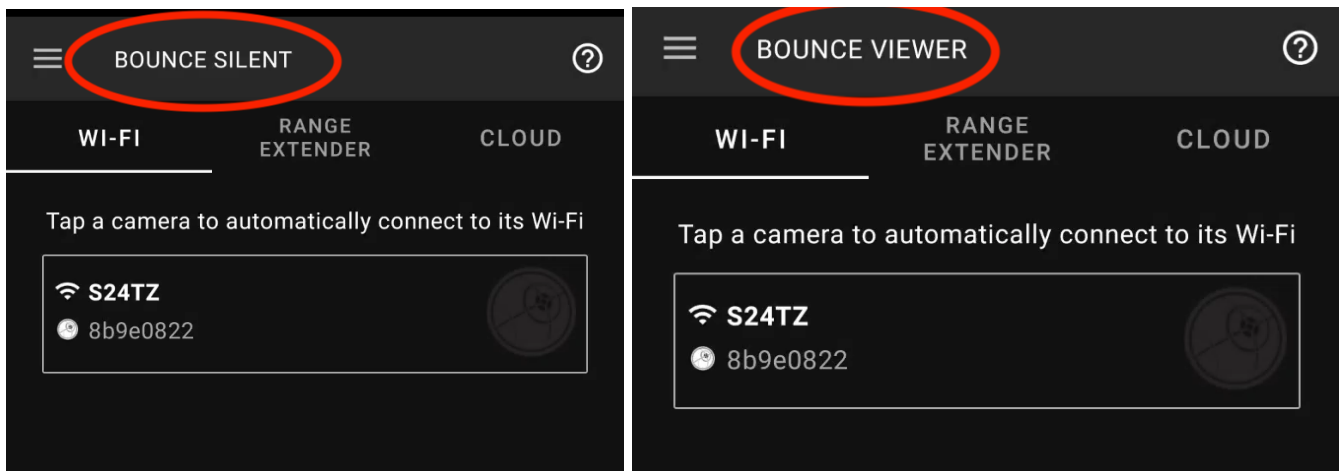 BOUNCE SILENT
WI-FI
RANGE
EXTENDER
CLOUD
Tap a camera to automatically connect to its Wi-Fi
S24TZ
8b9e0822
BOUNCE VIEWER
WI-FI
RANGE
EXTENDER
CLOUD
Tap a camera to automatically connect to its Wi-Fi
S24TZ
8b9e0822